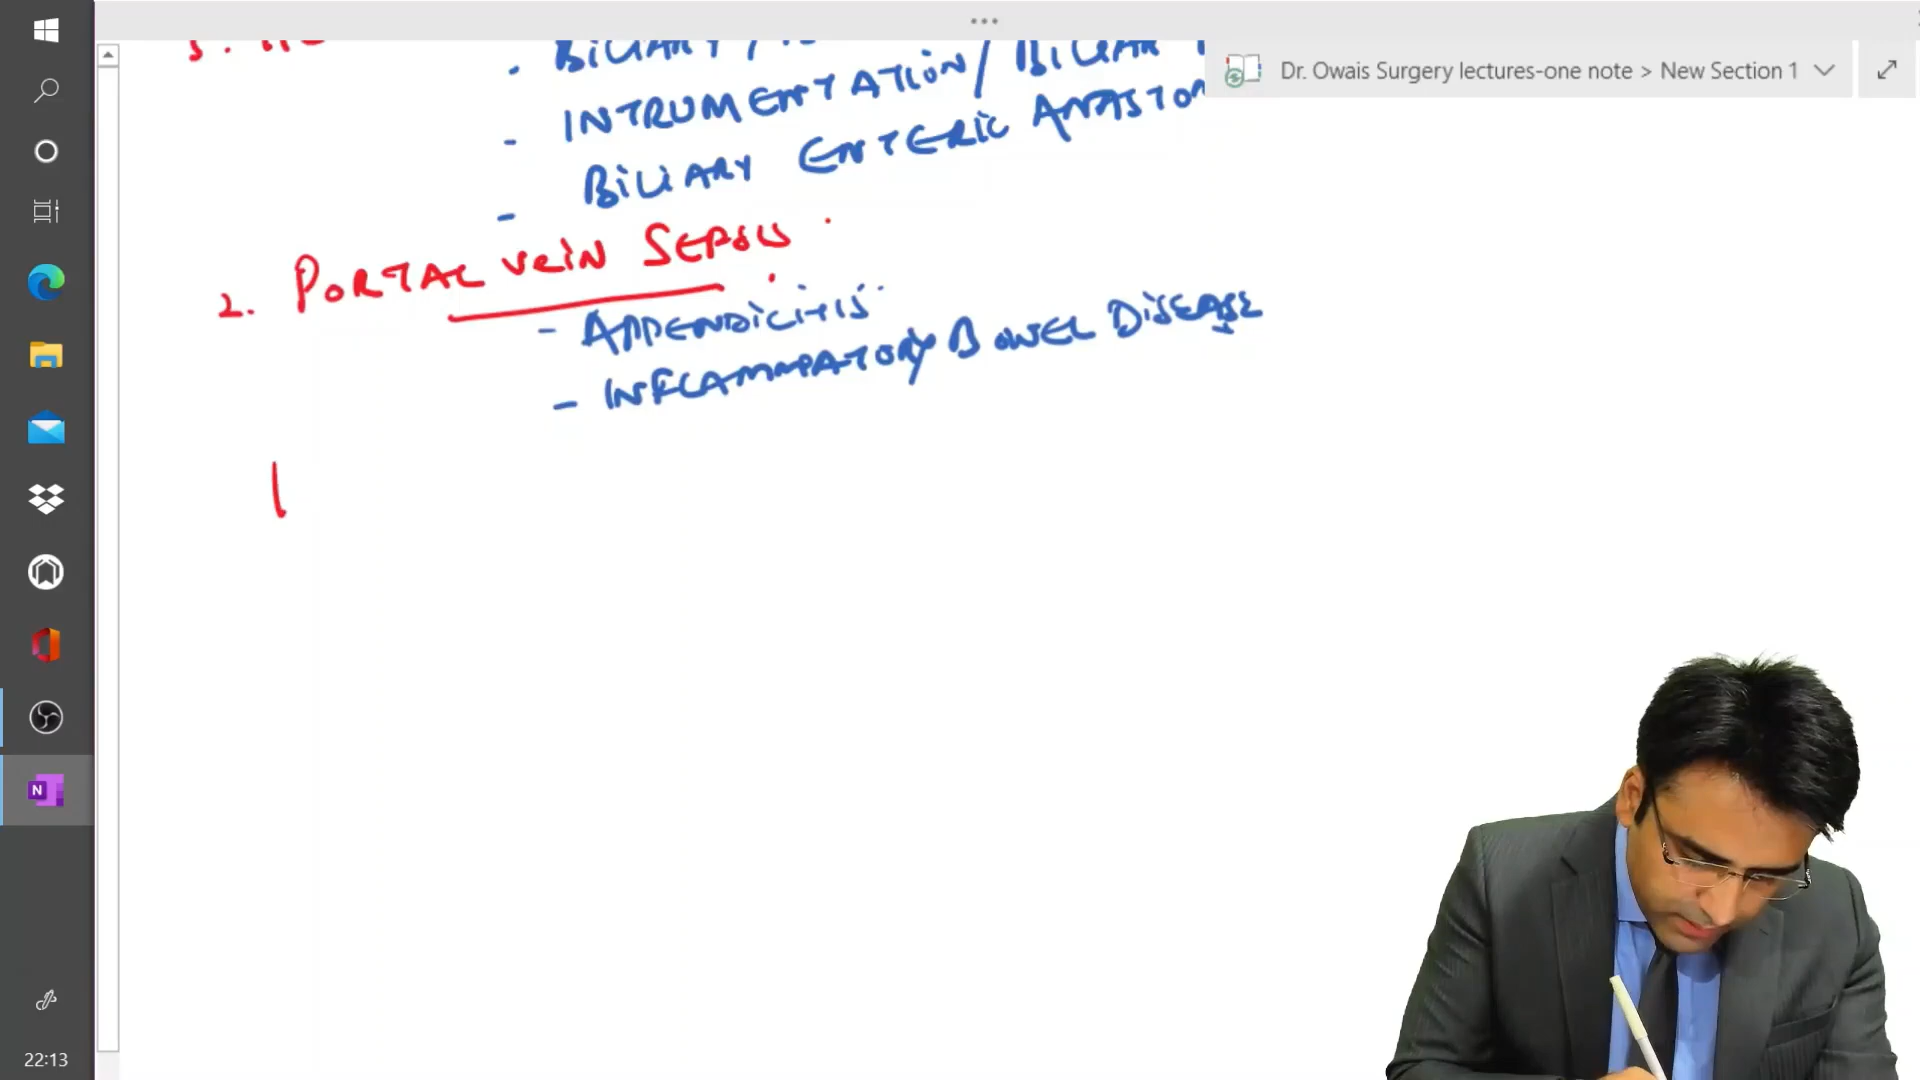 Dr. Owais Surgery lectures-one note > New Section 1
- INTRUMENTATION/
- BILIARY ENTERIC
2. PORTAL VEIN SEPSIS
- APPENDICITIS
- INFLAMMATORY BOWEL DISEASE
N
22:13